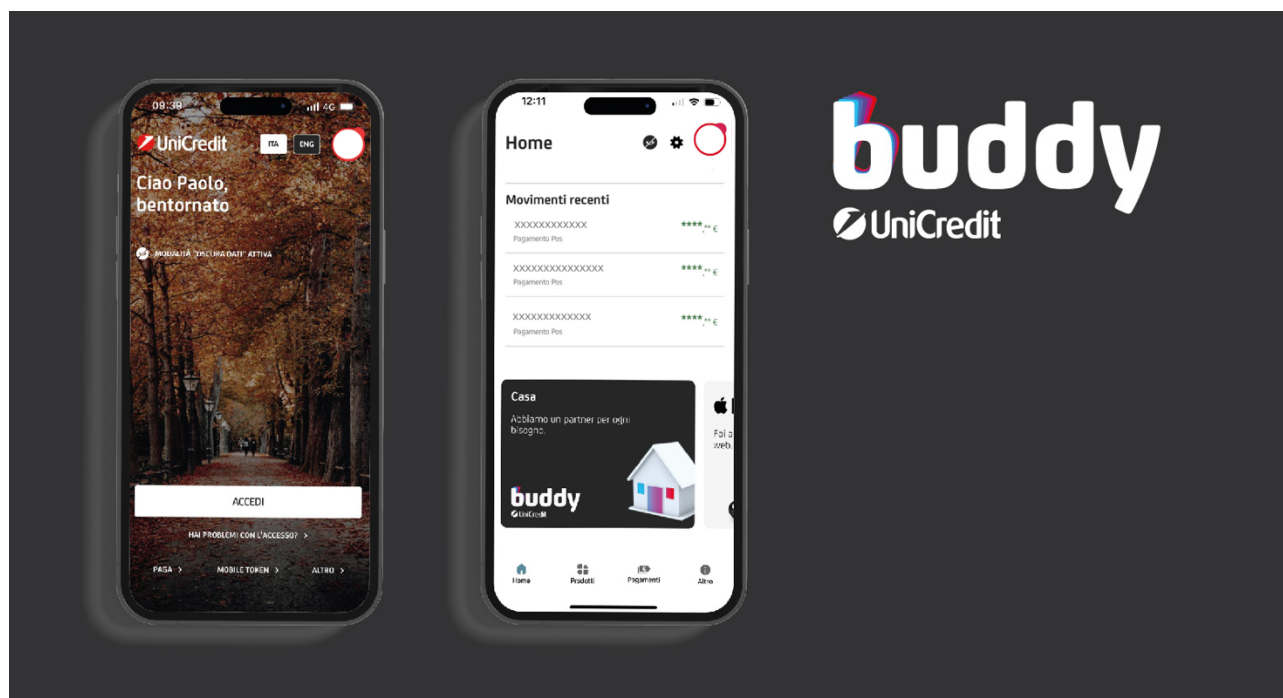 09:39
4G
UniCredit
ITA
ENG
Ciao Paolo,
bentornato
MODALITÀ "OSCURA DATI" ATTIVA
ACCEDI
HAI PROBLEMI CON L'ACCESSO? >
PAGA >
MOBILE TOKEN >
ALTRO >
12:11
Home
Movimenti recenti
XXXXXXXXXXXX
****,** €
Pagamento Pos
XXXXXXXXXXXXXXX
****,** €
Pagamento Pos
XXXXXXXXXXXXX
****,** €
Pagamento Pos
Casa
Abbiamo un partner per ogni
bisogno.
buddy
UniCredit
Fai a
web.
Home
Prodotti
Pagamenti
Altro
buddy
UniCredit